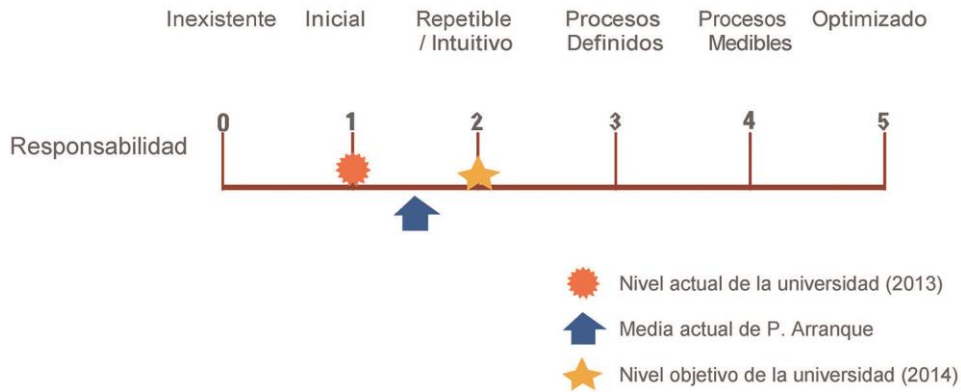 Inexistente Inicial Repetible Procesos Procesos Optimizado
/ Intuitivo Definidos Medibles
0 1 2 3 4 5
Responsabilidad
Nivel actual de la universidad (2013)
Media actual de P. Arranque
Nivel objetivo de la universidad (2014)